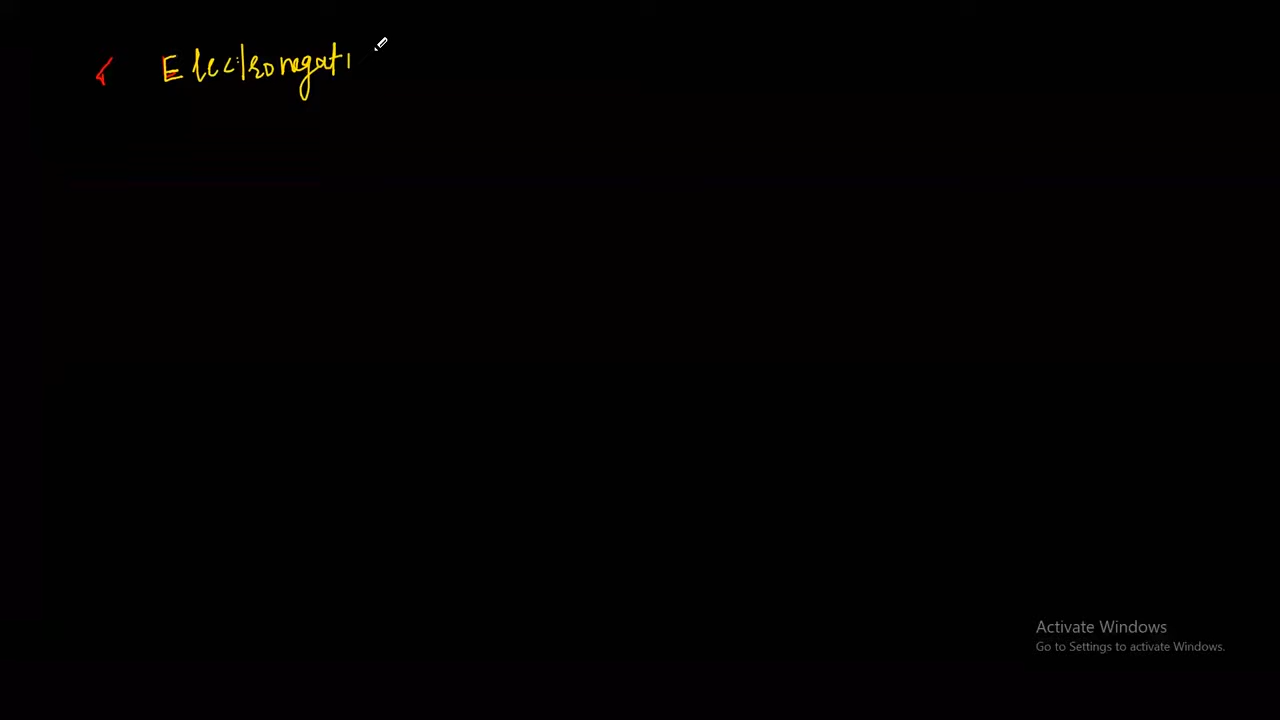 Electronegati
Activate Windows
Go to Settings to activate Windows.